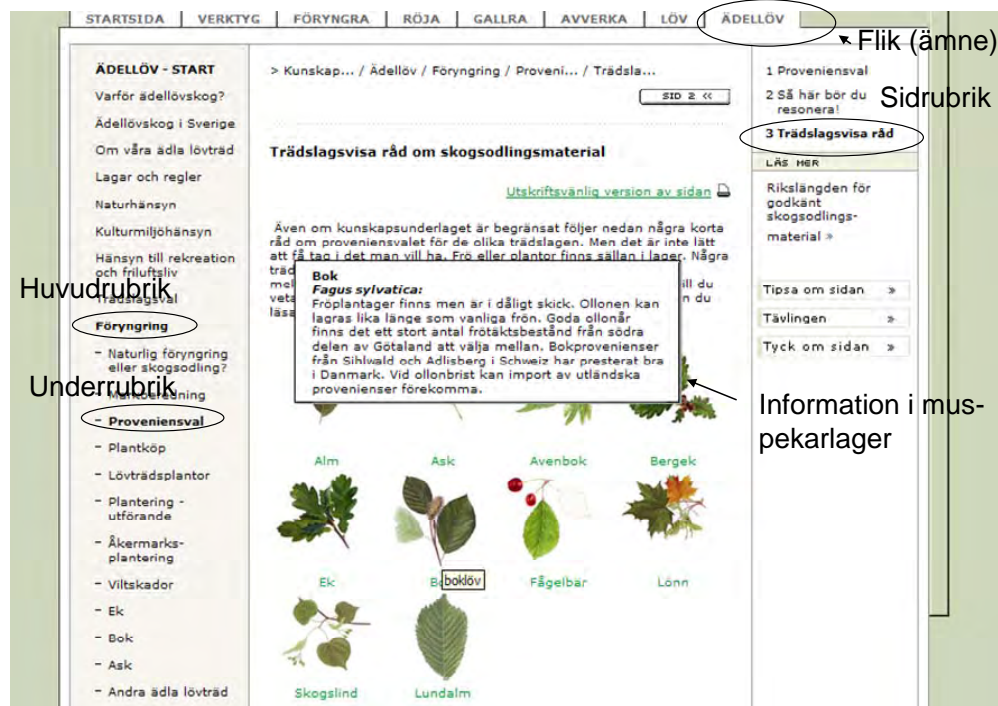 STARTSIDA VERKTYG FÖRYNGRA RÖJA GALLRA AVVERKA LÖV ÄDELLÖV
Flik (ämne)
ÄDELLÖV - START
Varför ädellövskog?
Ädellövskog i Sverige
Om våra ädla lövträd
Lagar och regler
Naturhänsyn
Kulturmiljöhänsyn
Hänsyn till rekreation
och friluftsliv
Huvudrubrik
Trädslagsval
Föryngring
- Naturlig föryngring
eller skogsodling?
Underrubrik
- Markberedning
- Proveniensval
- Plantköp
- Lövträdsplantor
- Plantering -
utförande
- Åkermarks-
plantering
- Viltskador
- Ek
- Bok
- Ask
- Andra ädla lövträd
> Kunskap... / Ädellöv / Föryngring / Proveni... / Trädsla...
SID 2 <<
Trädslagsvisa råd om skogsodlingsmaterial
Utskriftsvänlig version av sidan
Även om kunskapsunderlaget är begränsat följer nedan några korta
råd om proveniensvalet för de olika trädslagen. Men det är inte lätt
att få tag i det man vill ha. Frö eller plantor finns sällan i lager. Några
träd
mel ill du
veta n du
läsa
Bok
Fagus sylvatica:
Fröplantager finns men är i dåligt skick. Ollonen kan
lagras lika länge som vanliga frön. Goda ollonår
finns det ett stort antal frötäktsbestånd från södra
delen av Götaland att välja mellan. Bokprovenienser
från Sihlwald och Adlisberg i Schweiz har presterat bra
i Danmark. Vid ollonbrist kan import av utländska
provenienser förekomma.
Alm Ask Avenbok Bergek
Ek B boklöv Fågelbär Lönn
Skogslind Lundalm
1 Proveniensval
2 Så här bör du
resonera!
Sidrubrik
3 Trädslagsvisa råd
LÄS MER
Rikslängden för
godkänt
skogsodlings-
material »
Tipsa om sidan »
Tävlingen »
Tyck om sidan »
Information i mus-
pekarlager